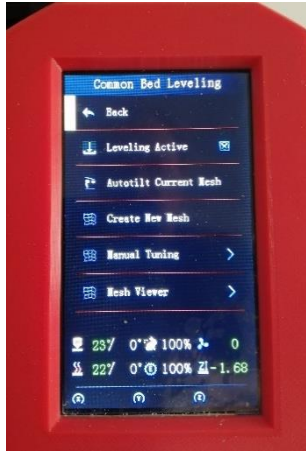 Common Bed Leveling
Back
Leveling Active
Autotilt Current Mesh
Create New Mesh
Manual Tuning
Mesh Viewer
23/ 0° 100% 0
22/ 0° 100% Z -1.68